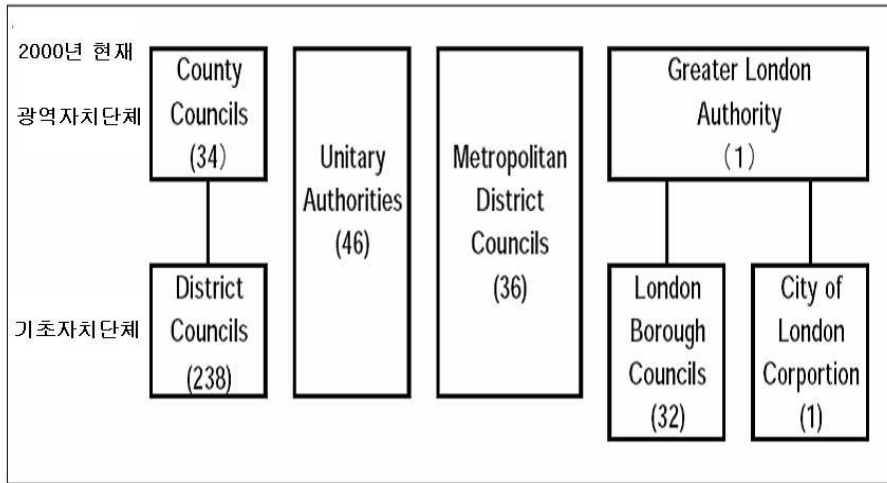 2000년 현재
광역자치단체
County
Councils
(34)
Unitary
Authorities
(46)
Metropolitan
District
Councils
(36)
Greater London
Authority
(1)
기초자치단체
District
Councils
(238)
London
Borough
Councils
(32)
City of
London
Corportion
(1)